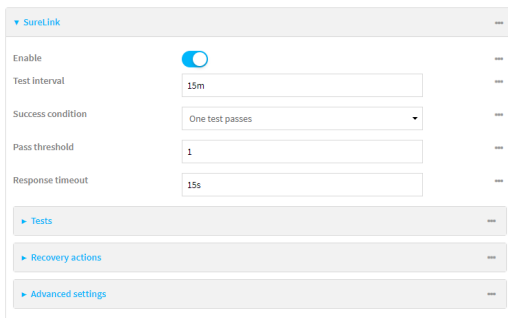 SureLink
Enable
Test interval
15m
Success condition
One test passes
Pass threshold
1
Response timeout
15s
Tests
Recovery actions
Advanced settings